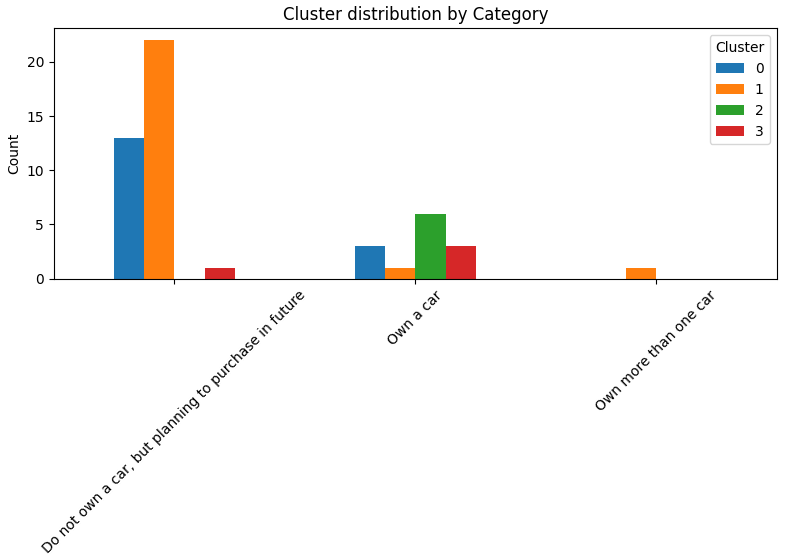 Cluster distribution by Category
Cluster
0
1
2
3
Count
20
15
10
5
0
Do not own a car, but planning to purchase in future
Own a car
Own more than one car